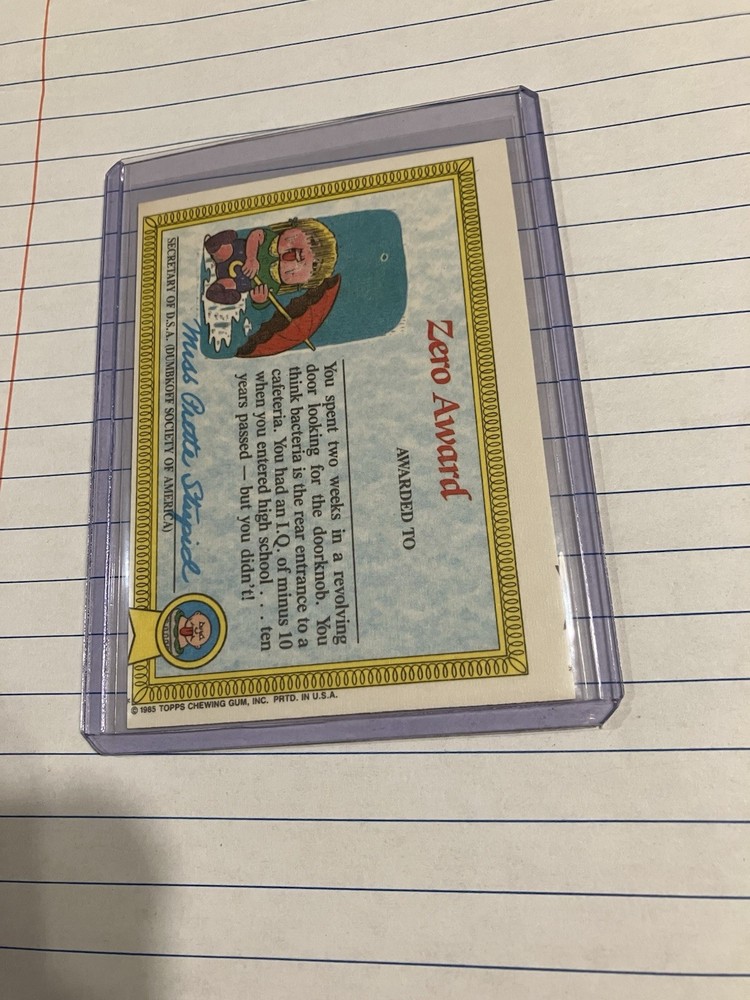 Zero Award
AWARDED TO
You spent two weeks in a revolving
door looking for the doorknob. You
think bacteria is the rear entrance to a
cafeteria. You had an I.Q. of minus 10
when you entered high school . . . ten
years passed — but you didn't!
Miss Chette Stupid
SECRETARY OF D.S.A. (DUMBKOFF SOCIETY OF AMERICA)
© 1985 TOPPS CHEWING GUM, INC. PRTD. IN U.S.A.